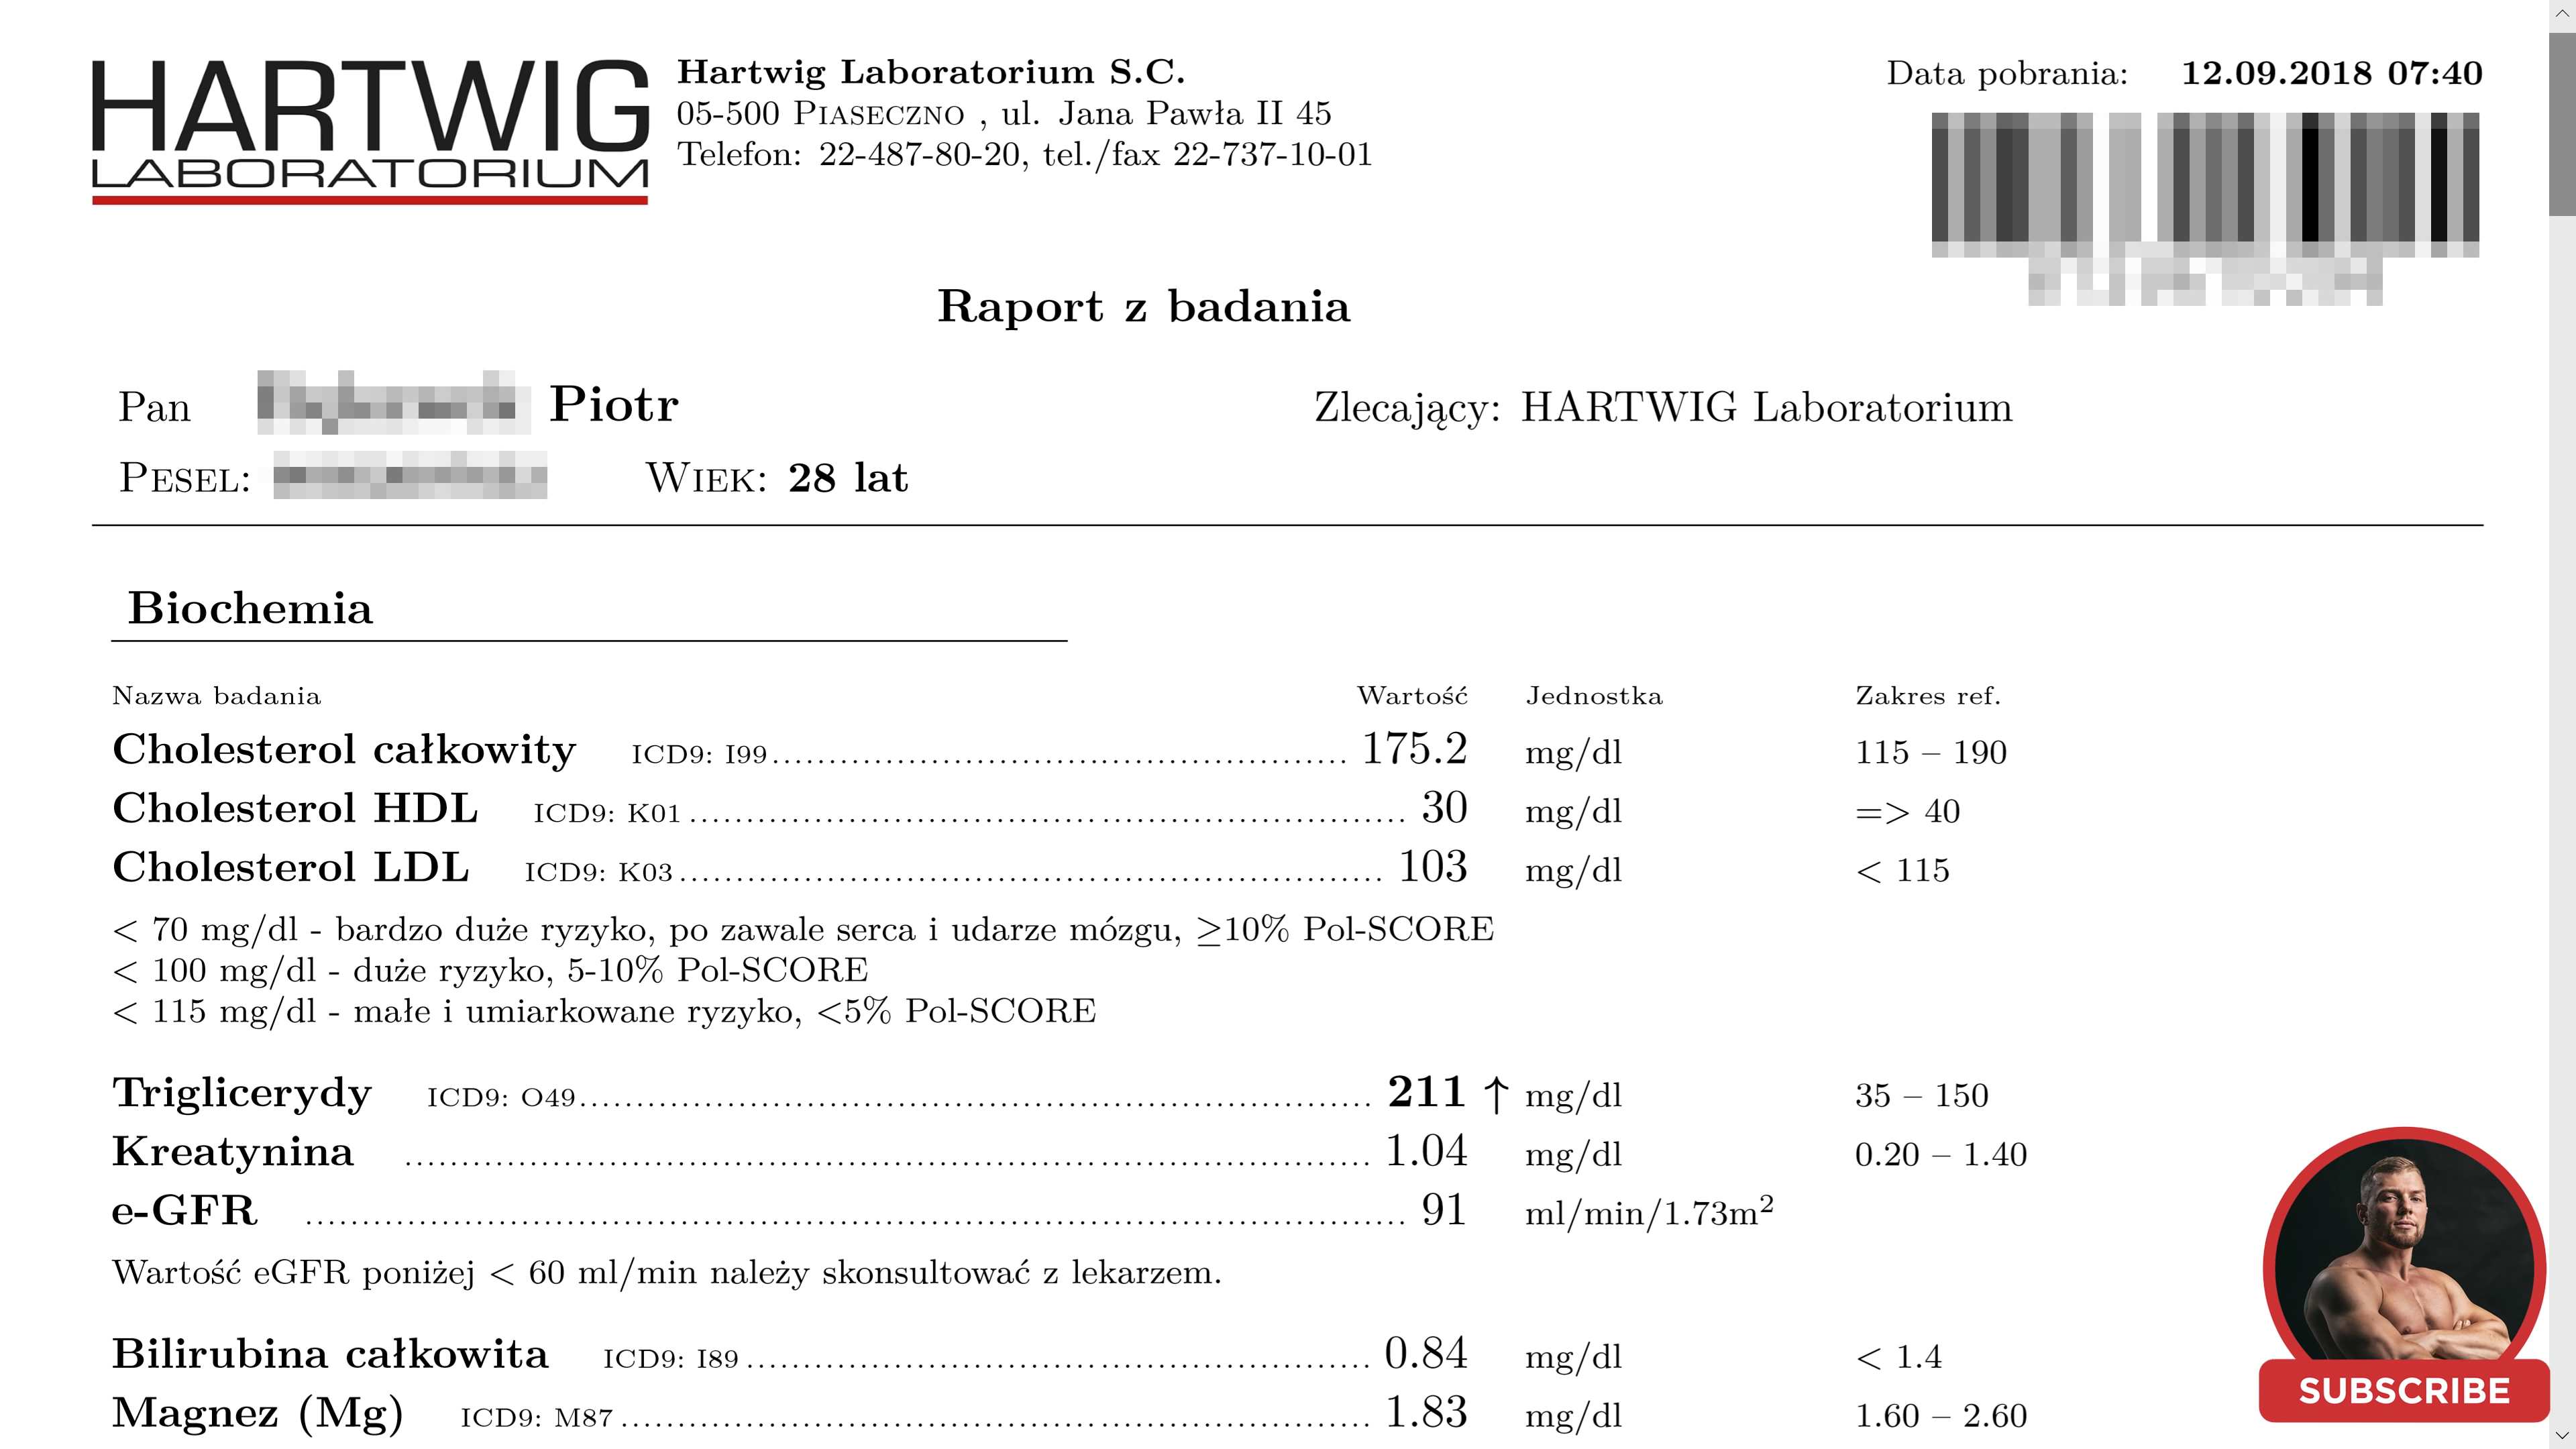 HARTWIG
LABORATORIUM
Hartwig Laboratorium S.C.
05-500 Piaseczno , ul. Jana Pawła II 45
Telefon: 22-487-80-20, tel./fax 22-737-10-01
Data pobrania: 12.09.2018 07:40
Raport z badania
Pan Piotr
Zlecający: HARTWIG Laboratorium
Pesel: Wiek: 28 lat
Biochemia
Nazwa badania Wartość Jednostka Zakres ref.
Cholesterol całkowity ICD9: I99 175.2 mg/dl 115 – 190
Cholesterol HDL ICD9: K01 30 mg/dl => 40
Cholesterol LDL ICD9: K03 103 mg/dl < 115
< 70 mg/dl - bardzo duże ryzyko, po zawale serca i udarze mózgu, ≥10% Pol-SCORE
< 100 mg/dl - duże ryzyko, 5-10% Pol-SCORE
< 115 mg/dl - małe i umiarkowane ryzyko, <5% Pol-SCORE
Triglicerydy ICD9: O49 211 ↑ mg/dl 35 – 150
Kreatynina 1.04 mg/dl 0.20 – 1.40
e-GFR 91 ml/min/1.73m²
Wartość eGFR poniżej < 60 ml/min należy skonsultować z lekarzem.
Bilirubina całkowita ICD9: I89 0.84 mg/dl < 1.4
Magnez (Mg) ICD9: M87 1.83 mg/dl 1.60 – 2.60
SUBSCRIBE